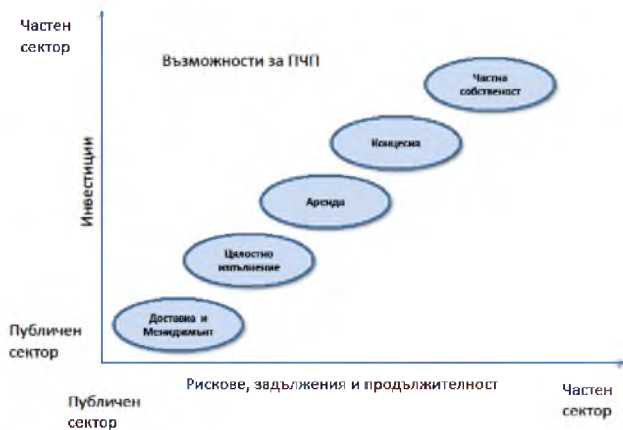 Частен
сектор
Възможности за ПЧП
Частна
собственост
Концесия
Инвестиции
Аренда
Цялостно
изпълнение
Доставка и
Мениджмънт
Публичен
сектор
Рискове, задължения и продължителност
Публичен
сектор
Частен
сектор